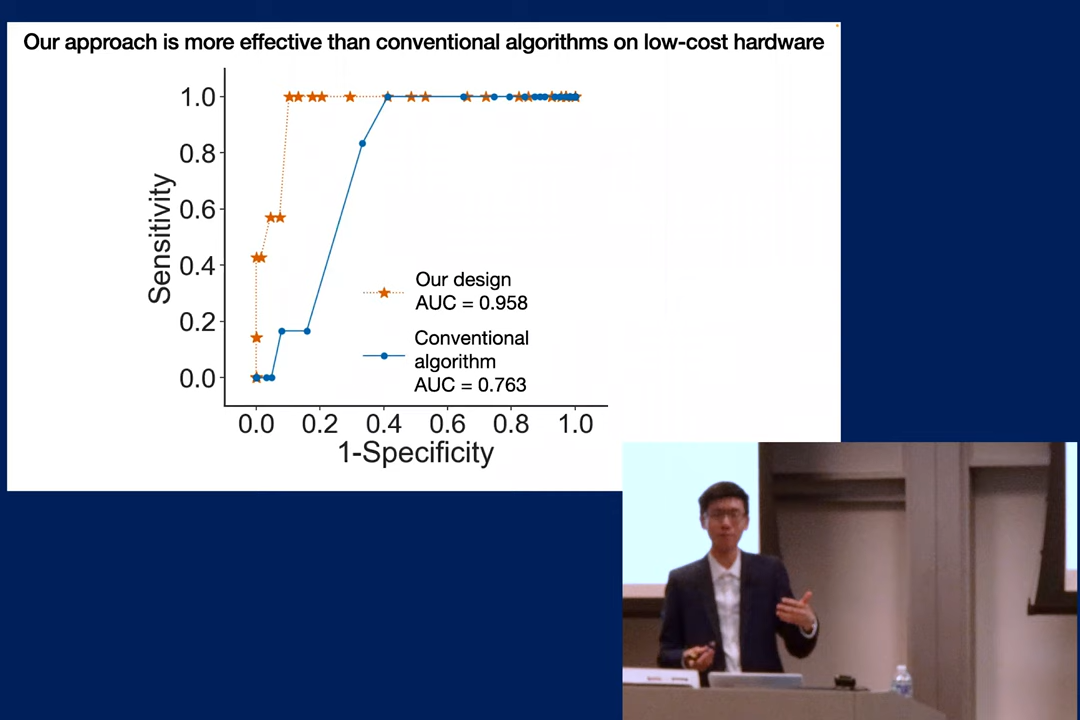 Our approach is more effective than conventional algorithms on low-cost hardware
1.0
0.8
0.6
0.4
0.2
0.0
Sensitivity
Our design
AUC = 0.958
Conventional
algorithm
AUC = 0.763
0.0 0.2 0.4 0.6 0.8 1.0
1-Specificity